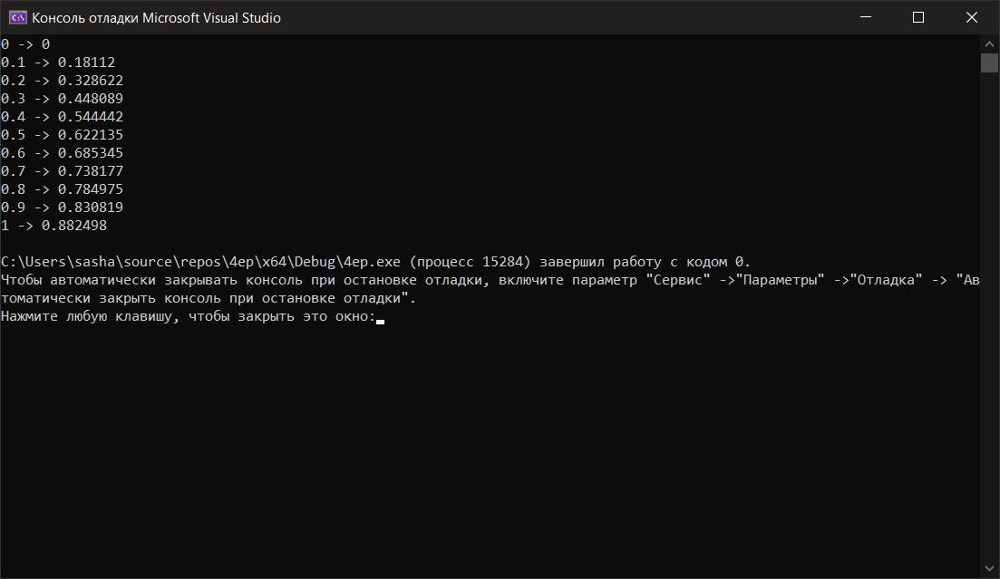 Консоль отладки Microsoft Visual Studio
0 -> 0
0.1 -> 0.18112
0.2 -> 0.328622
0.3 -> 0.448089
0.4 -> 0.544442
0.5 -> 0.622135
0.6 -> 0.685345
0.7 -> 0.738177
0.8 -> 0.784975
0.9 -> 0.830819
1 -> 0.882498
C:\Users\sasha\source\repos\4ep\x64\Debug\4ep.exe (процесс 15284) завершил работу с кодом 0.
Чтобы автоматически закрывать консоль при остановке отладки, включите параметр "Сервис" ->"Параметры" ->"Отладка" -> "Ав
томатически закрыть консоль при остановке отладки".
Нажмите любую клавишу, чтобы закрыть это окно: